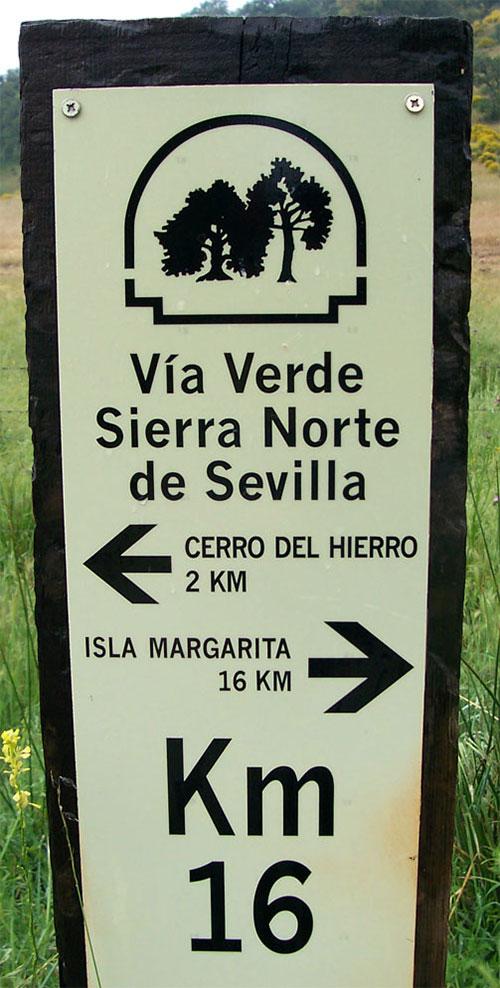 Vía Verde
Sierra Norte
de Sevilla
CERRO DEL HIERRO
2 KM
ISLA MARGARITA
16 KM
Km
16